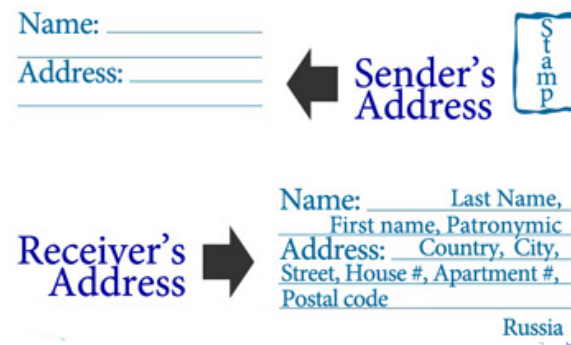 Name:
Address:
Sender's
Address
Stamp
Receiver's
Address
Name: Last Name,
First name, Patronymic
Address: Country, City,
Street, House #, Apartment #,
Postal code
Russia